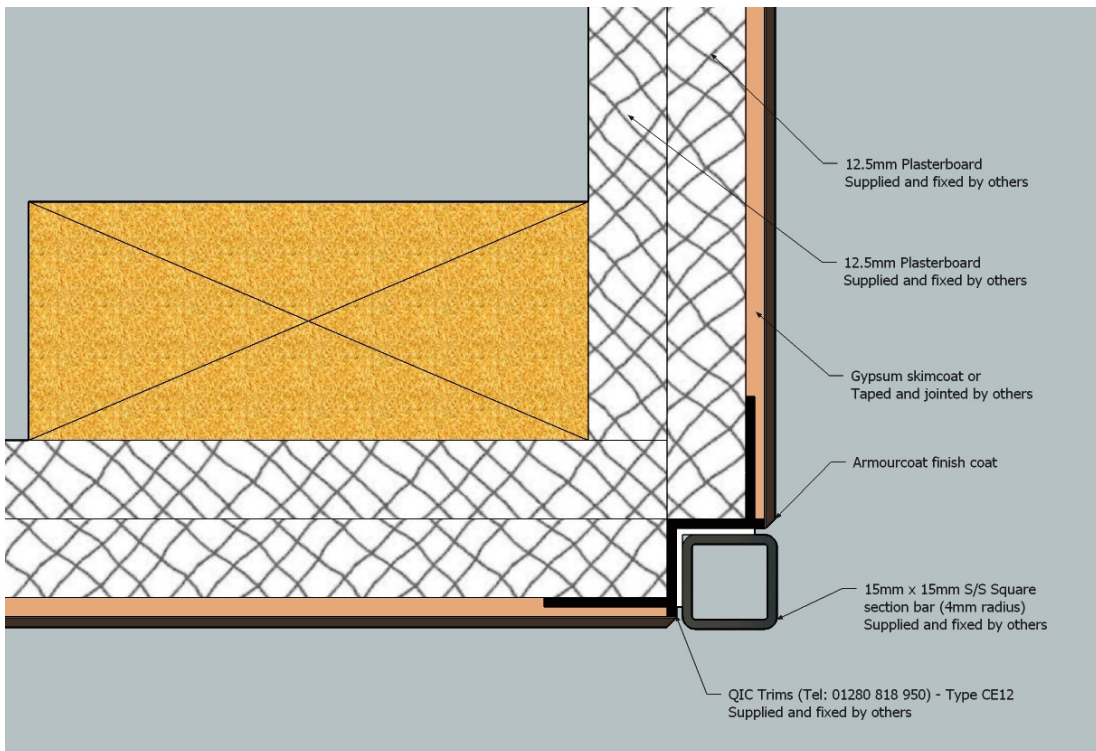 12.5mm Plasterboard
Supplied and fixed by others
12.5mm Plasterboard
Supplied and fixed by others
Gypsum skimcoat or
Taped and jointed by others
Armourcoat finish coat
15mm x 15mm S/S Square
section bar (4mm radius)
Supplied and fixed by others
QIC Trims (Tel: 01280 818 950) - Type CE12
Supplied and fixed by others